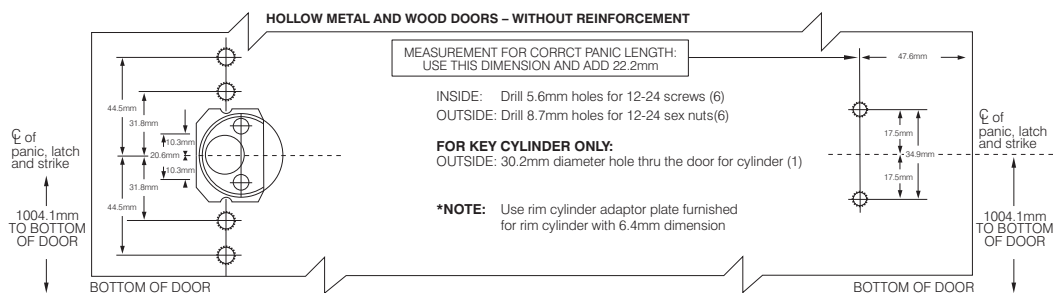 HOLLOW METAL AND WOOD DOORS – WITHOUT REINFORCEMENT
MEASUREMENT FOR CORRCT PANIC LENGTH:
USE THIS DIMENSION AND ADD 22.2mm
47.6mm
44.5mm
31.8mm
10.3mm
20.6mm
10.3mm
31.8mm
44.5mm
℄ of
panic, latch
and strike
1004.1mm
TO BOTTOM
OF DOOR
BOTTOM OF DOOR
INSIDE: Drill 5.6mm holes for 12-24 screws (6)
OUTSIDE: Drill 8.7mm holes for 12-24 sex nuts(6)
FOR KEY CYLINDER ONLY:
OUTSIDE: 30.2mm diameter hole thru the door for cylinder (1)
*NOTE: Use rim cylinder adaptor plate furnished
for rim cylinder with 6.4mm dimension
17.5mm
34.9mm
17.5mm
℄ of
panic, latch
and strike
1004.1mm
TO BOTTOM
OF DOOR
BOTTOM OF DOOR